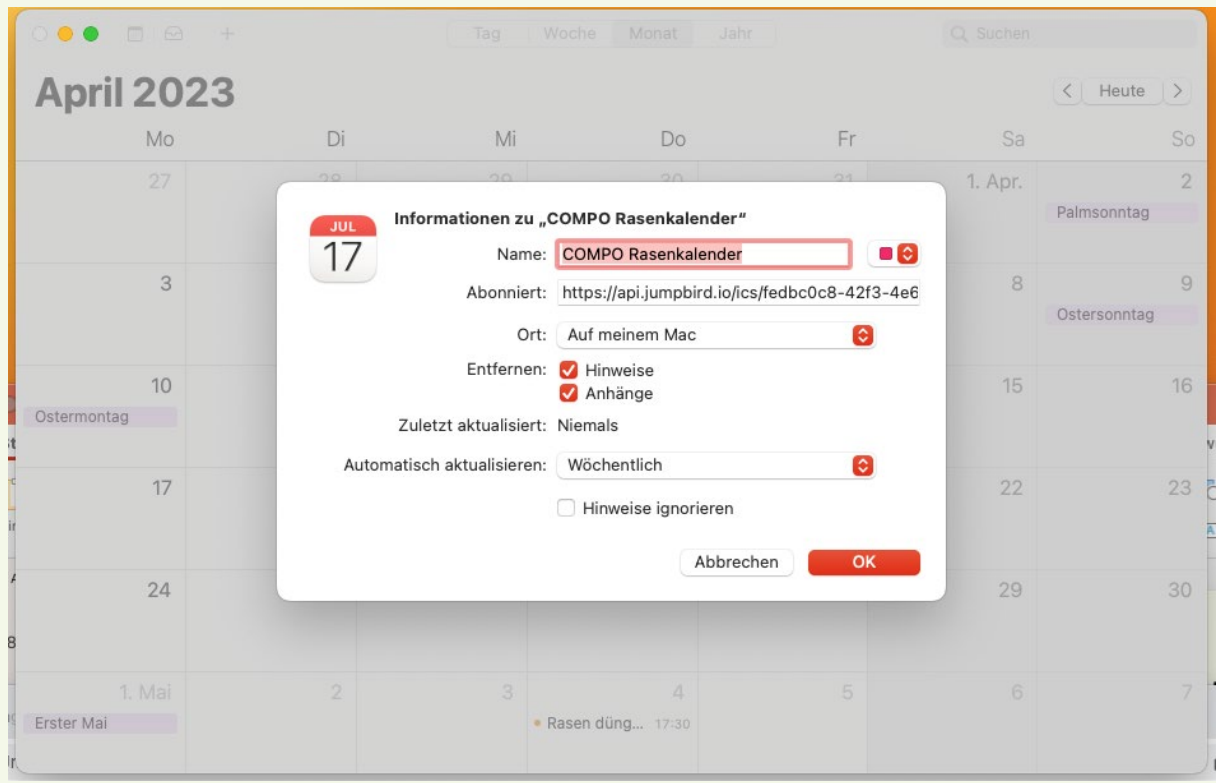 Tag Woche Monat Jahr Suchen
April 2023 Heute
Mo Di Mi Do Fr Sa So
27 28 29 30 31 1. Apr. 2
Palmsonntag
JUL
17
Informationen zu „COMPO Rasenkalender“
Name: COMPO Rasenkalender
Abonniert: https://api.jumpbird.io/ics/fedbc0c8-42f3-4e6
Ort: Auf meinem Mac
Entfernen: Hinweise
Anhänge
Zuletzt aktualisiert: Niemals
Automatisch aktualisieren: Wöchentlich
Hinweise ignorieren
Abbrechen OK
3 8 9
Ostersonntag
10 15 16
Ostermontag
17 22 23
24 29 30
1. Mai 2 3 4 5 6 7
Erster Mai Rasen düng... 17:30